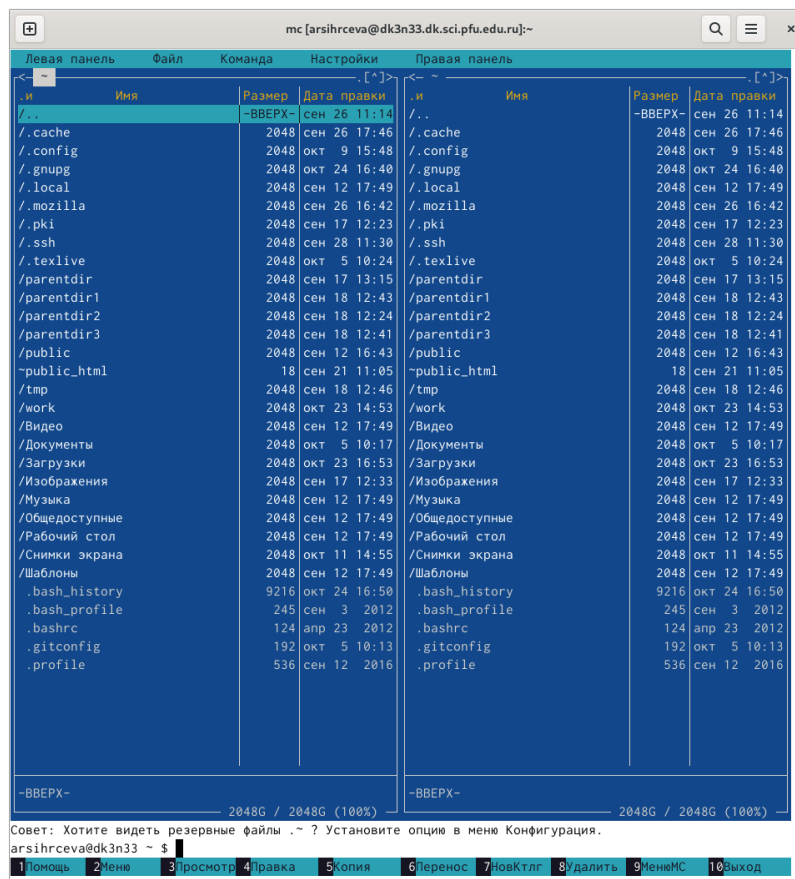 mc [arsihrceva@dk3n33.dk.sci.pfu.edu.ru]:~
Левая панель Файл Команда Настройки Правая панель
<— ~ .[^]> <— ~ .[^]>
.и Имя Размер Дата правки .и Имя Размер Дата правки
/.. -ВВЕРХ- сен 26 11:14 /.. -ВВЕРХ- сен 26 11:14
/.cache 2048 сен 26 17:46 /.cache 2048 сен 26 17:46
/.config 2048 окт 9 15:48 /.config 2048 окт 9 15:48
/.gnupg 2048 окт 24 16:40 /.gnupg 2048 окт 24 16:40
/.local 2048 сен 12 17:49 /.local 2048 сен 12 17:49
/.mozilla 2048 сен 26 16:42 /.mozilla 2048 сен 26 16:42
/.pki 2048 сен 17 12:23 /.pki 2048 сен 17 12:23
/.ssh 2048 сен 28 11:30 /.ssh 2048 сен 28 11:30
/.texlive 2048 окт 5 10:24 /.texlive 2048 окт 5 10:24
/parentdir 2048 сен 17 13:15 /parentdir 2048 сен 17 13:15
/parentdir1 2048 сен 18 12:43 /parentdir1 2048 сен 18 12:43
/parentdir2 2048 сен 18 12:24 /parentdir2 2048 сен 18 12:24
/parentdir3 2048 сен 18 12:41 /parentdir3 2048 сен 18 12:41
/public 2048 сен 12 16:43 /public 2048 сен 12 16:43
~public_html 18 сен 21 11:05 ~public_html 18 сен 21 11:05
/tmp 2048 сен 18 12:46 /tmp 2048 сен 18 12:46
/work 2048 окт 23 14:53 /work 2048 окт 23 14:53
/Видео 2048 сен 12 17:49 /Видео 2048 сен 12 17:49
/Документы 2048 окт 5 10:17 /Документы 2048 окт 5 10:17
/Загрузки 2048 окт 23 16:53 /Загрузки 2048 окт 23 16:53
/Изображения 2048 сен 17 12:33 /Изображения 2048 сен 17 12:33
/Музыка 2048 сен 12 17:49 /Музыка 2048 сен 12 17:49
/Общедоступные 2048 сен 12 17:49 /Общедоступные 2048 сен 12 17:49
/Рабочий стол 2048 сен 12 17:49 /Рабочий стол 2048 сен 12 17:49
/Снимки экрана 2048 окт 11 14:55 /Снимки экрана 2048 окт 11 14:55
/Шаблоны 2048 сен 12 17:49 /Шаблоны 2048 сен 12 17:49
.bash_history 9216 окт 24 16:50 .bash_history 9216 окт 24 16:50
.bash_profile 245 сен 3 2012 .bash_profile 245 сен 3 2012
.bashrc 124 апр 23 2012 .bashrc 124 апр 23 2012
.gitconfig 192 окт 5 10:13 .gitconfig 192 окт 5 10:13
.profile 536 сен 12 2016 .profile 536 сен 12 2016
-ВВЕРХ- -ВВЕРХ-
2048G / 2048G (100%) 2048G / 2048G (100%)
Совет: Хотите видеть резервные файлы .~ ? Установите опцию в меню Конфигурация.
arsihrceva@dk3n33 ~ $
1Помощь 2Меню 3Просмотр 4Правка 5Копия 6Перенос 7НовКтлг 8Удалить 9МенюМС 10Выход